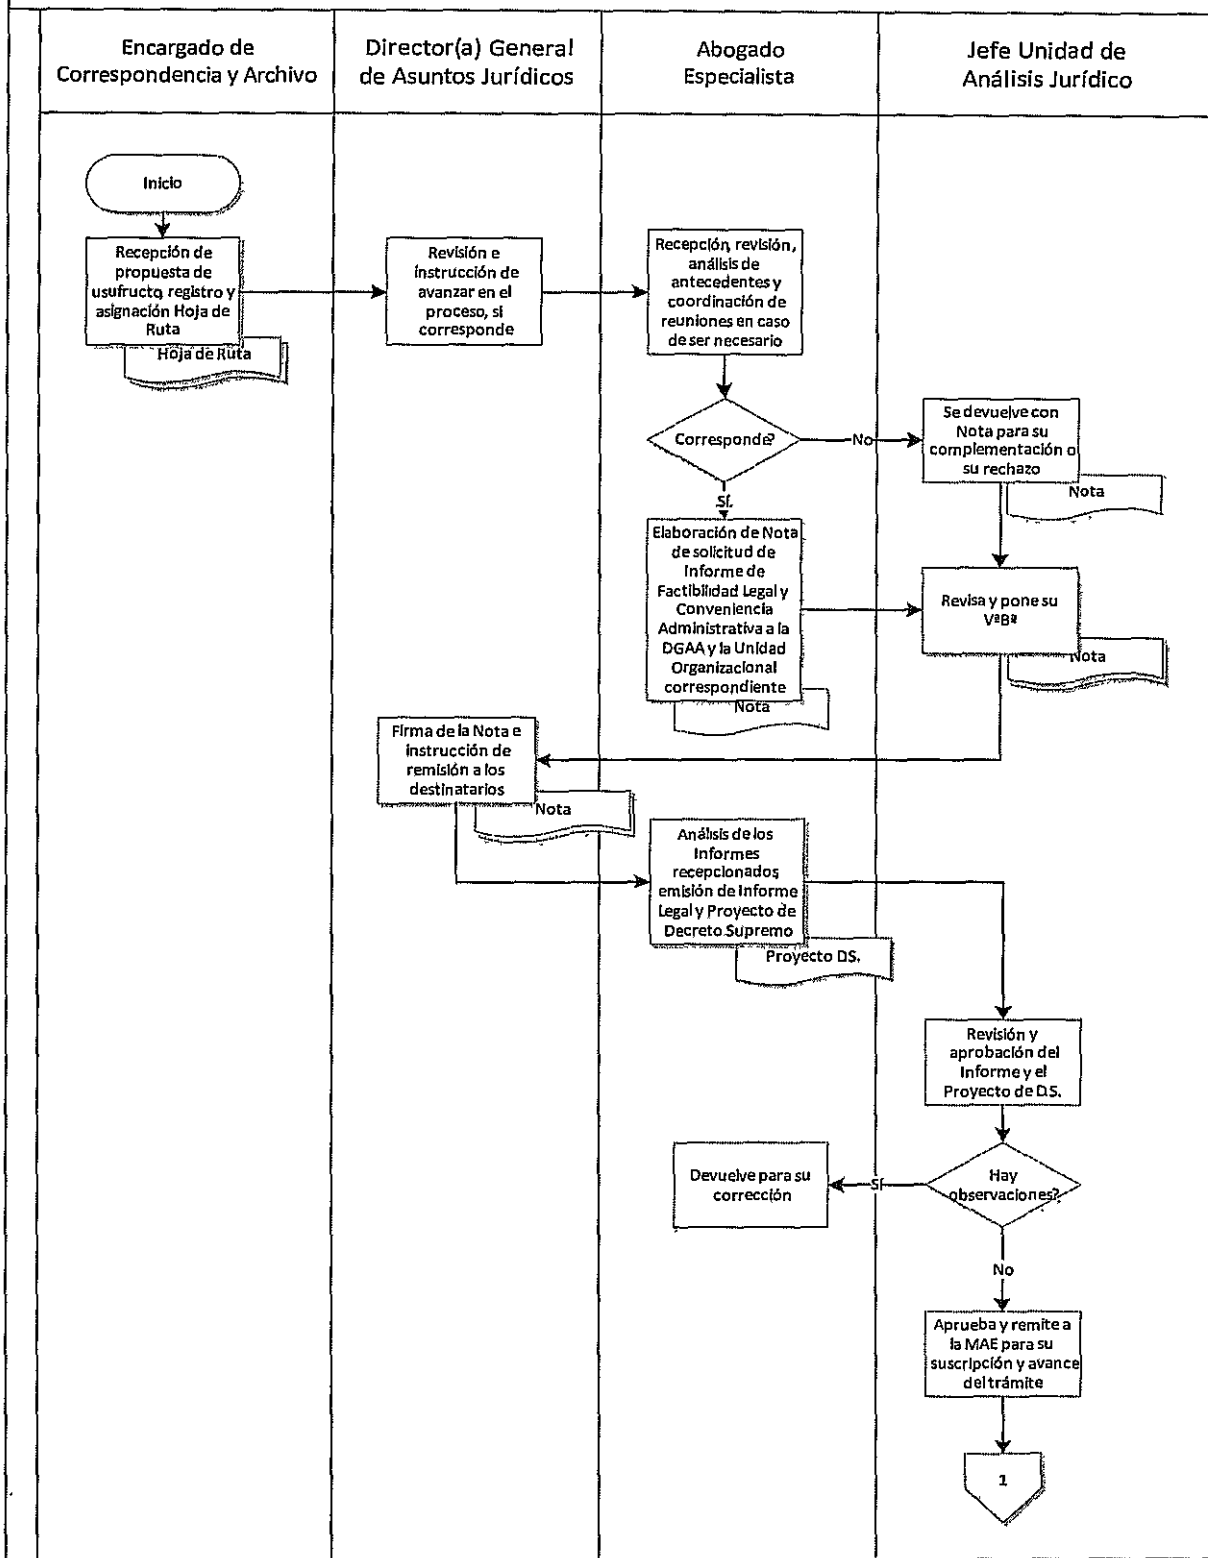 Encargado de
Correspondencia y Archivo
Director(a) General
de Asuntos Jurídicos
Abogado
Especialista
Jefe Unidad de
Análisis Jurídico
Inicio
Recepción de
propuesta de
usufructo, registro y
asignación Hoja de
Ruta
Hoja de Ruta
Revisión e
instrucción de
avanzar en el
proceso, si
corresponde
Recepción, revisión,
análisis de
antecedentes y
coordinación de
reuniones en caso
de ser necesario
Corresponde?
No
Se devuelve con
Nota para su
complementación o
su rechazo
Nota
Sí.
Elaboración de Nota
de solicitud de
Informe de
Factibilidad Legal y
Conveniencia
Administrativa a la
DGAA y la Unidad
Organizacional
correspondiente
Nota
Revisa y pone su
VªBª
Nota
Firma de la Nota e
instrucción de
remisión a los
destinatarios
Nota
Análisis de los
Informes
recepcionados,
emisión de Informe
Legal y Proyecto de
Decreto Supremo
Proyecto DS.
Revisión y
aprobación del
Informe y el
Proyecto de D.S.
Hay
observaciones?
Sí
Devuelve para su
corrección
No
Aprueba y remite a
la MAE para su
suscripción y avance
del trámite
1